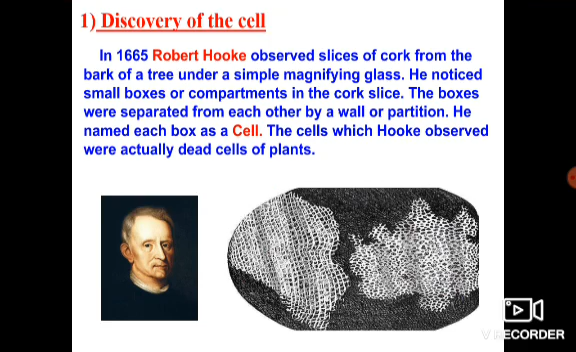 1) Discovery of the cell
In 1665 Robert Hooke observed slices of cork from the
bark of a tree under a simple magnifying glass. He noticed
small boxes or compartments in the cork slice. The boxes
were separated from each other by a wall or partition. He
named each box as a Cell. The cells which Hooke observed
were actually dead cells of plants.
V RECORDER